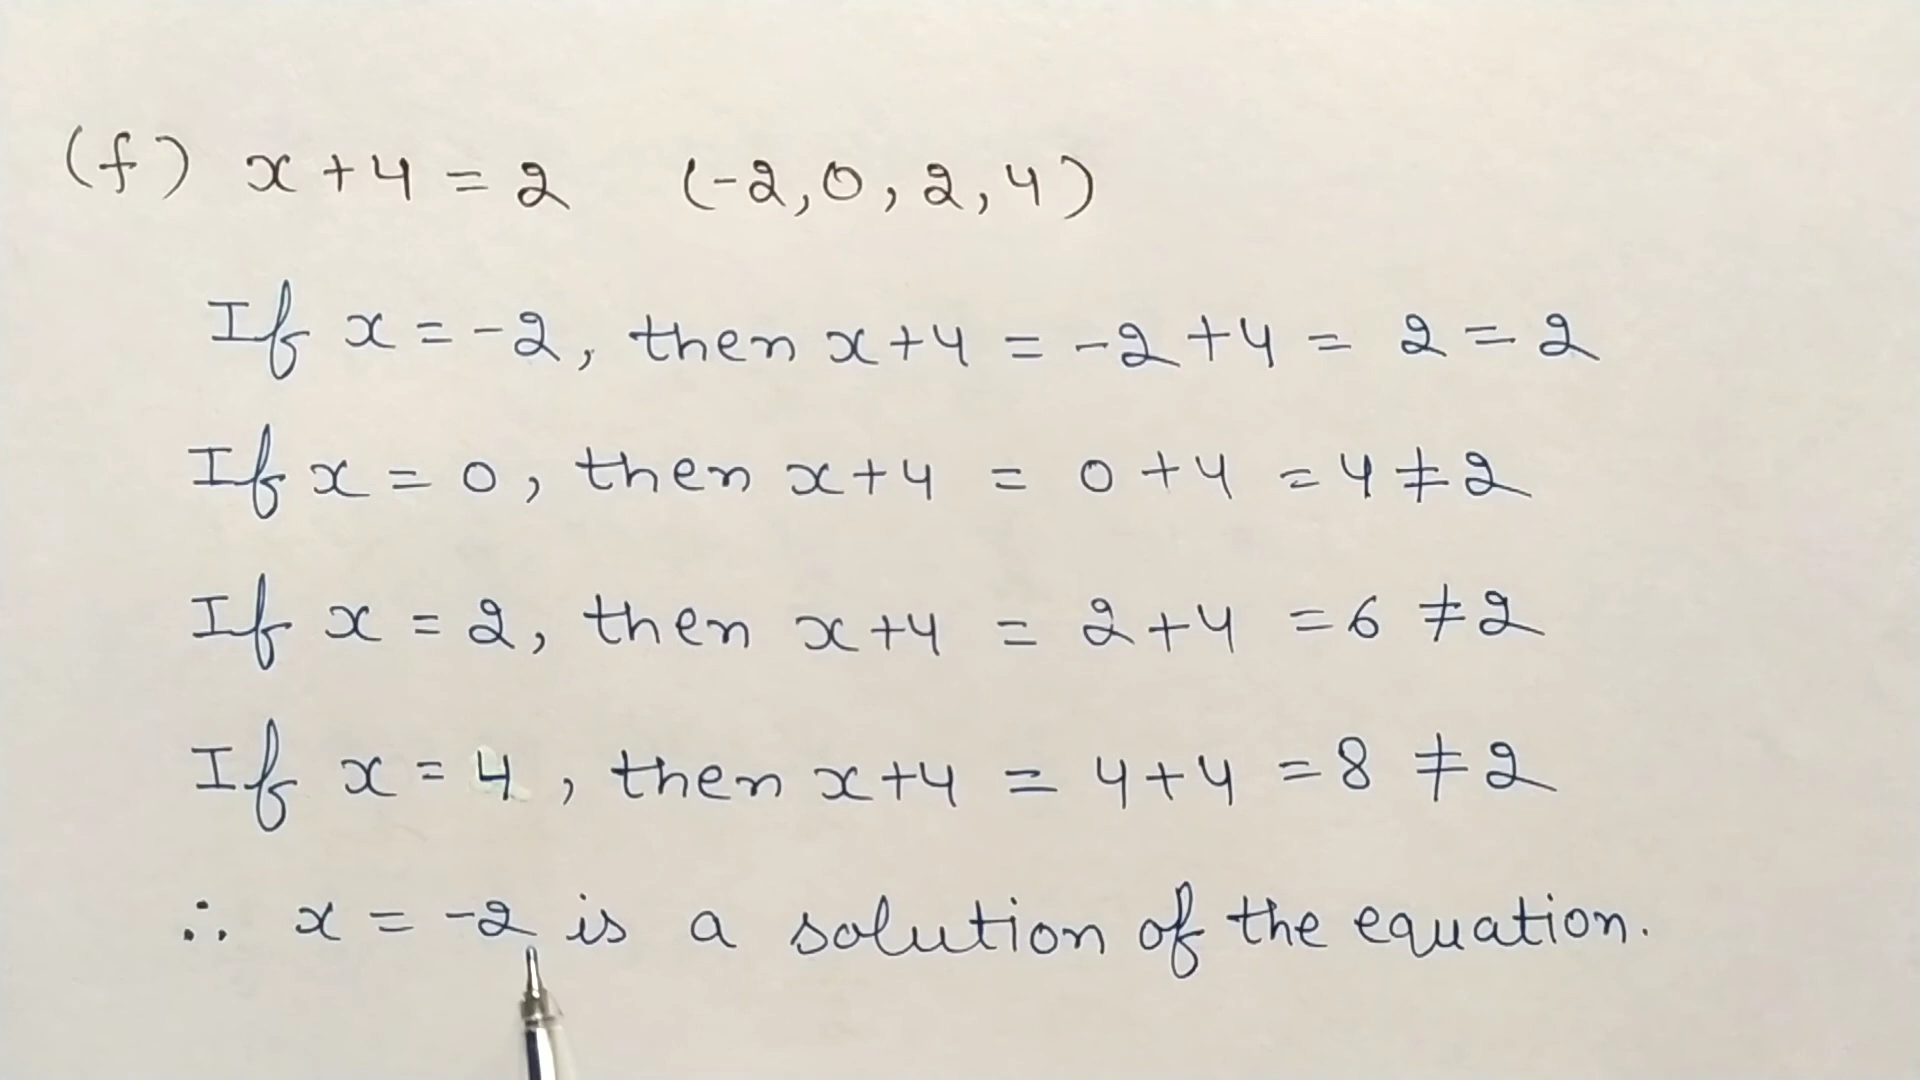 (f) x+4 = 2 (-2, 0, 2, 4)
If x = -2, then x+4 = -2+4 = 2 = 2
If x = 0, then x+4 = 0+4 = 4 ≠ 2
If x = 2, then x+4 = 2+4 = 6 ≠ 2
If x = 4, then x+4 = 4+4 = 8 ≠ 2
∴ x = -2 is a solution of the equation.